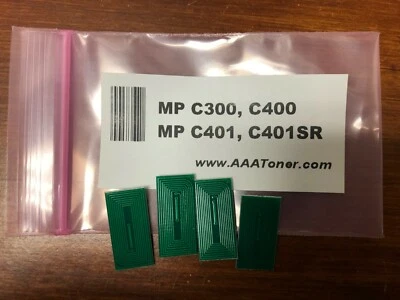 MP C300, C400
MP C401, C401SR
www.AAAToner.com